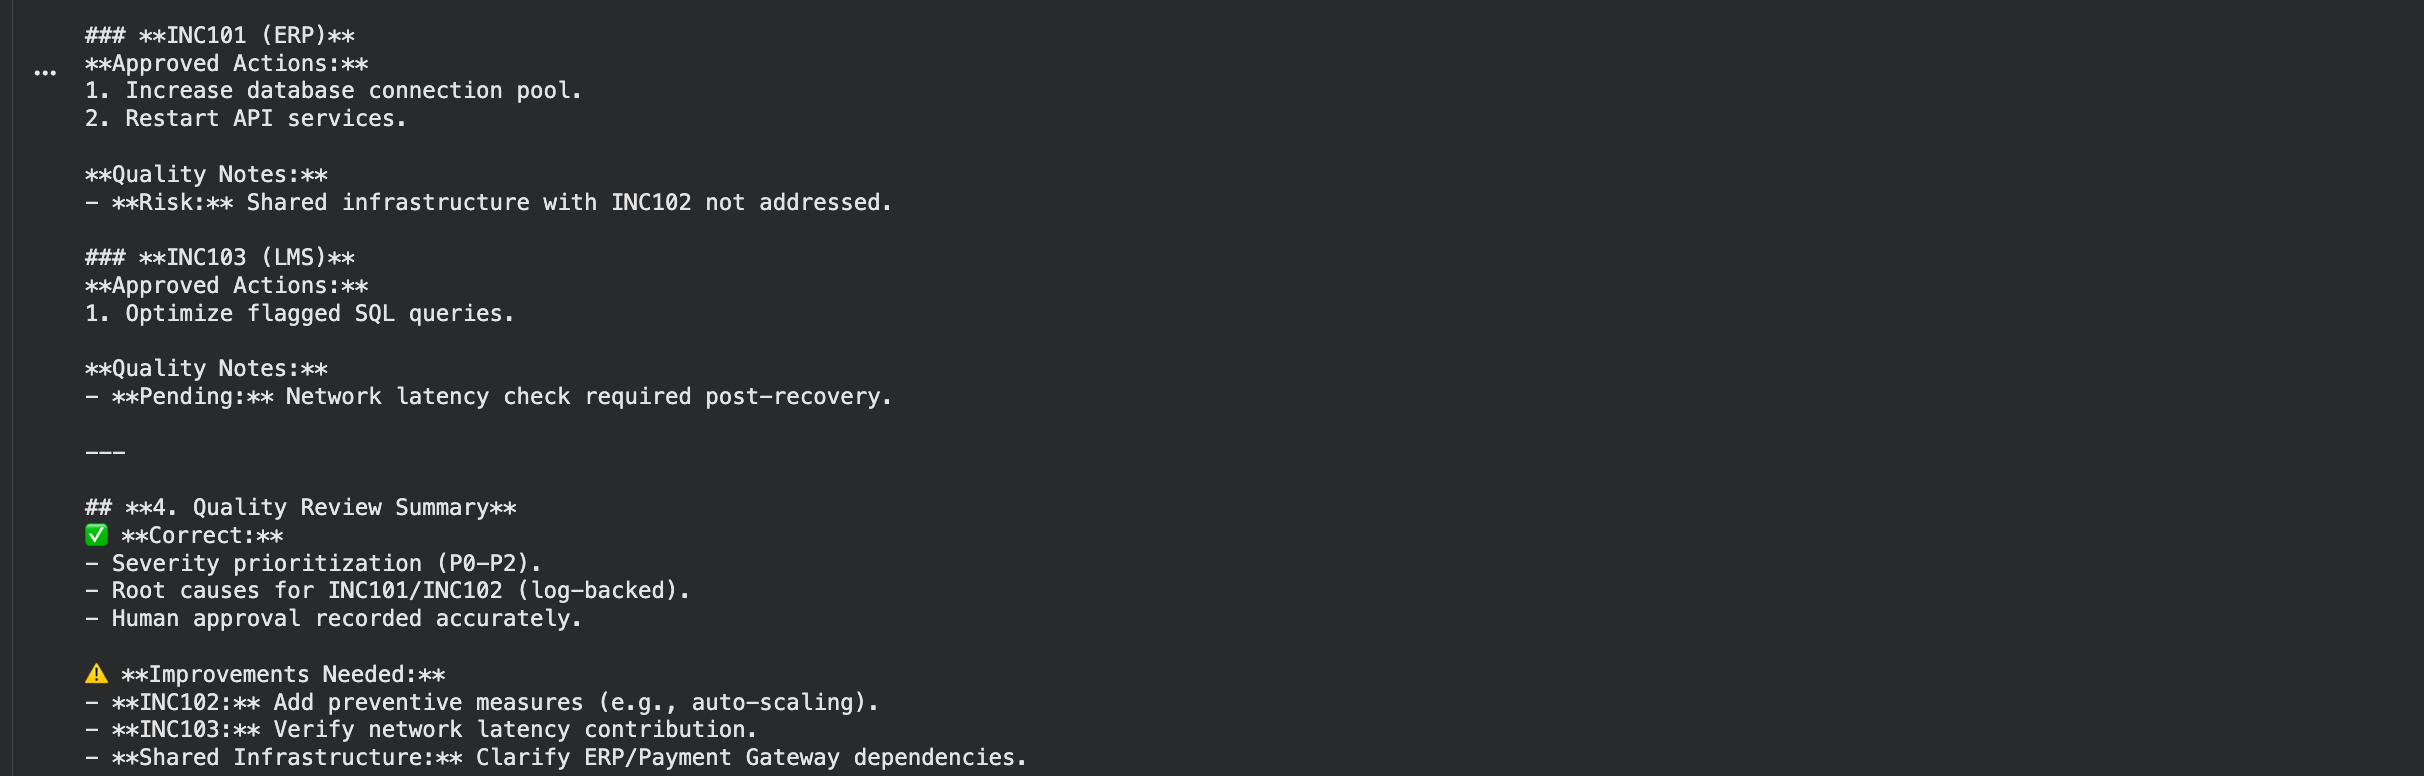 ### **INC101 (ERP)**
**Approved Actions:**
1. Increase database connection pool.
2. Restart API services.
**Quality Notes:**
- **Risk:** Shared infrastructure with INC102 not addressed.
### **INC103 (LMS)**
**Approved Actions:**
1. Optimize flagged SQL queries.
**Quality Notes:**
- **Pending:** Network latency check required post-recovery.
---
## **4. Quality Review Summary**
✅ **Correct:**
- Severity prioritization (P0-P2).
- Root causes for INC101/INC102 (log-backed).
- Human approval recorded accurately.
⚠️ **Improvements Needed:**
- **INC102:** Add preventive measures (e.g., auto-scaling).
- **INC103:** Verify network latency contribution.
- **Shared Infrastructure:** Clarify ERP/Payment Gateway dependencies.